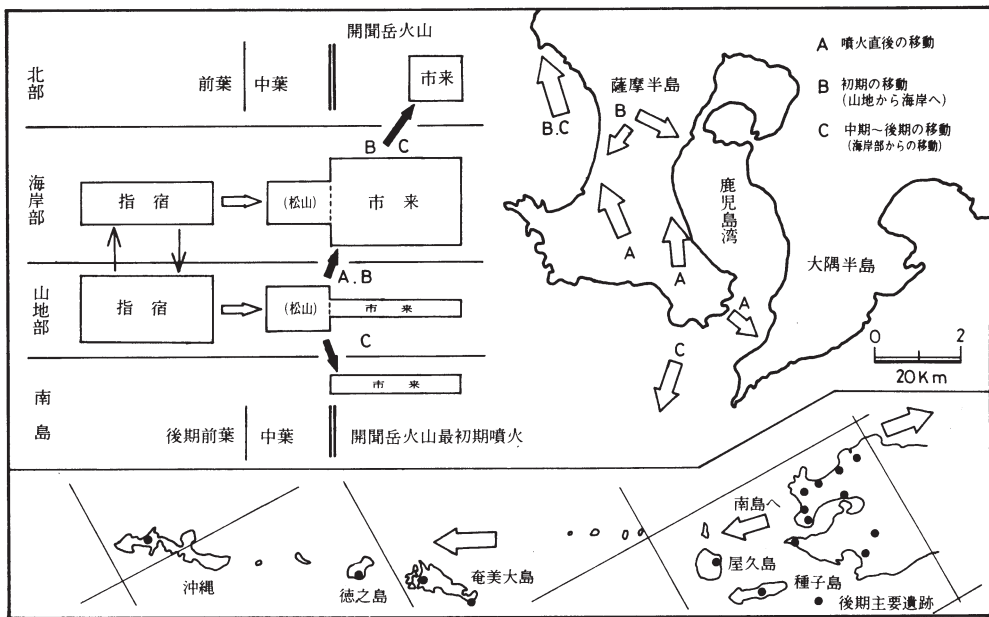 開聞岳火山
北部
前葉
中葉
市来
B
C
海岸部
指宿
(松山)
市来
A.B
山地部
指宿
(松山)
市来
C
南島
市来
後期前葉
中葉
開聞岳火山最初期噴火
A 噴火直後の移動
B 初期の移動
(山地から海岸へ)
C 中期～後期の移動
(海岸部からの移動)
薩摩半島
B.C
B
鹿児島湾
大隅半島
A
A
A
C
0 2
20Km
南島へ
沖縄
徳之島
奄美大島
屋久島
種子島
● 後期主要遺跡